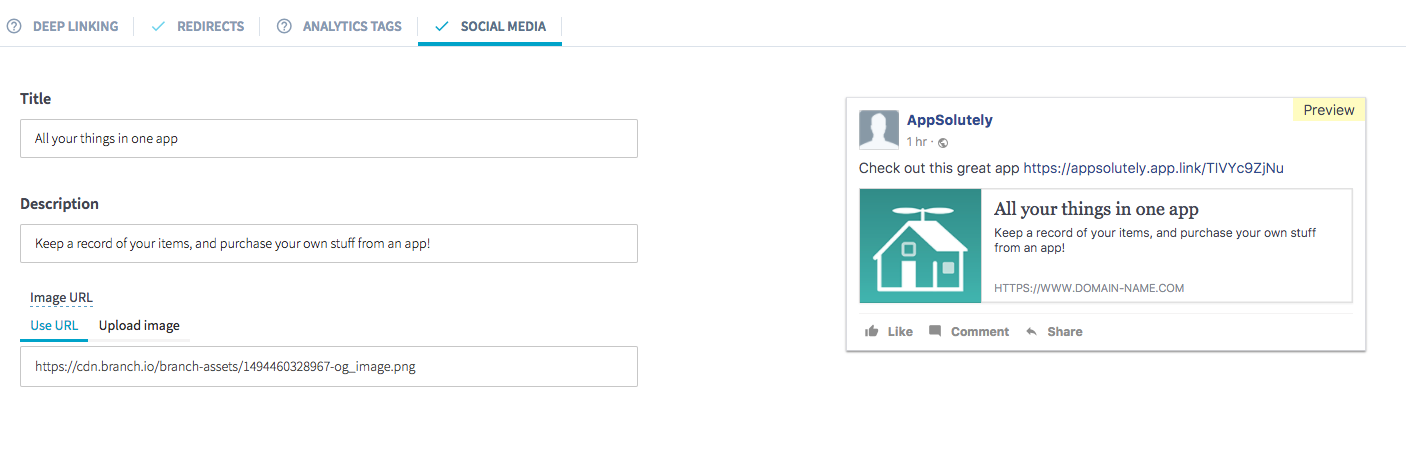 DEEP LINKING
REDIRECTS
ANALYTICS TAGS
SOCIAL MEDIA
Title
All your things in one app
Description
Keep a record of your items, and purchase your own stuff from an app!
Image URL
Use URL
Upload image
https://cdn.branch.io/branch-assets/1494460328967-og_image.png
Preview
AppSolutely
1 hr ·
Check out this great app https://appsolutely.app.link/TIVYc9ZjNu
All your things in one app
Keep a record of your items, and purchase your own stuff
from an app!
HTTPS://WWW.DOMAIN-NAME.COM
Like
Comment
Share